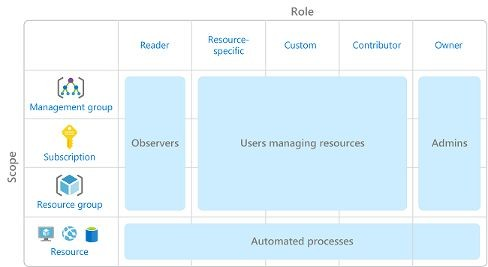 Role
Reader
Resource-
specific
Custom
Contributor
Owner
Scope
Management group
Subscription
Resource group
Resource
Observers
Users managing resources
Admins
Automated processes